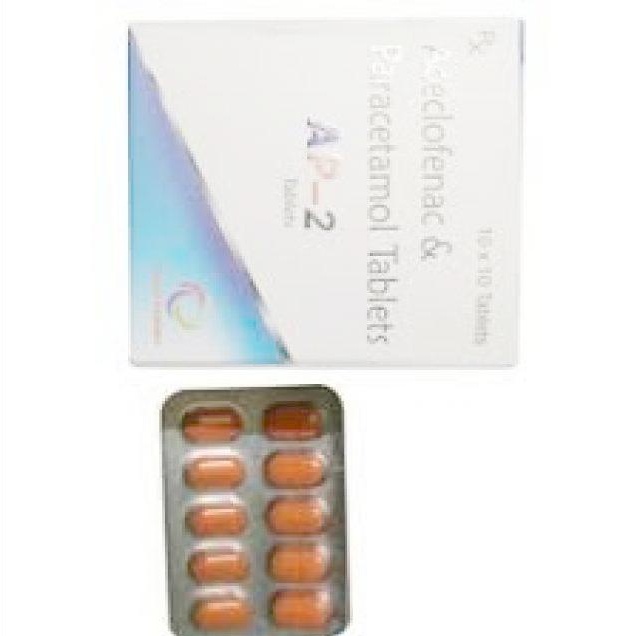 Rx
10 x 10 Tablets
Aceclofenac &
Paracetamol Tablets
AP-2
Tablets